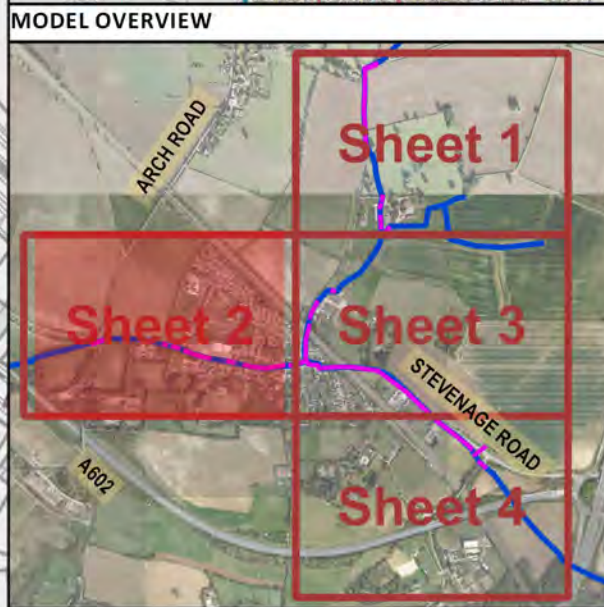 MODEL OVERVIEW
ARCH ROAD
Sheet 1
Sheet 2
Sheet 3
STEVENAGE ROAD
A602
Sheet 4